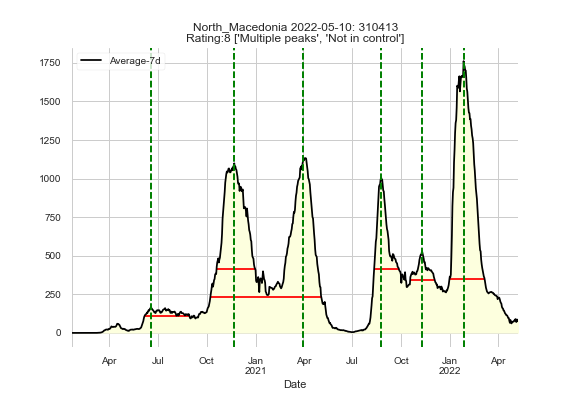 North_Macedonia 2022-05-10: 310413
Rating:8 ['Multiple peaks', 'Not in control']
Average-7d
1750
1500
1250
1000
750
500
250
0
Apr Jul Oct Jan Apr Jul Oct Jan Apr
2021 2022
Date